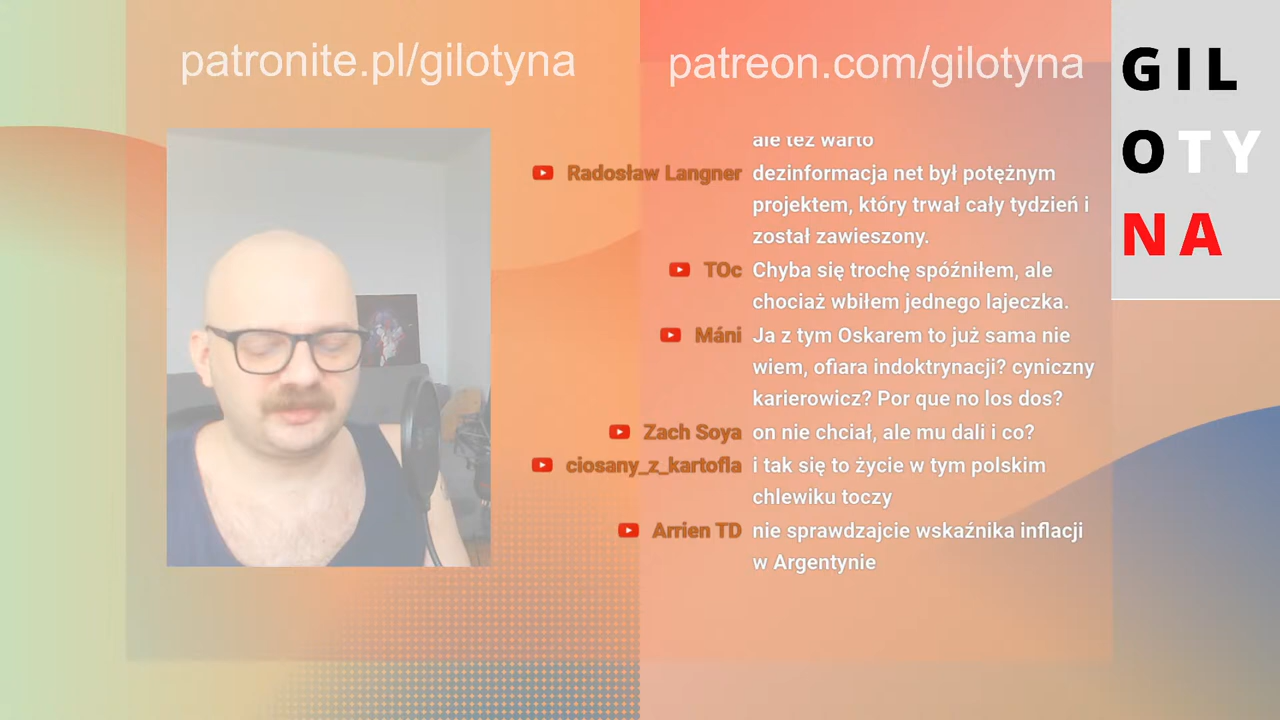 patronite.pl/gilotyna
patreon.com/gilotyna
GIL
OTY
NA
ale też warto
Radosław Langner dezinformacja net był potężnym
projektem, który trwał cały tydzień i
został zawieszony.
TOc Chyba się trochę spóźniłem, ale
chociaż wbiłem jednego lajeczka.
Máni Ja z tym Oskarem to już sama nie
wiem, ofiara indoktrynacji? cyniczny
karierowicz? Por que no los dos?
Zach Soya on nie chciał, ale mu dali i co?
ciosany_z_kartofla i tak się to życie w tym polskim
chlewiku toczy
Arrien TD nie sprawdzajcie wskaźnika inflacji
w Argentynie